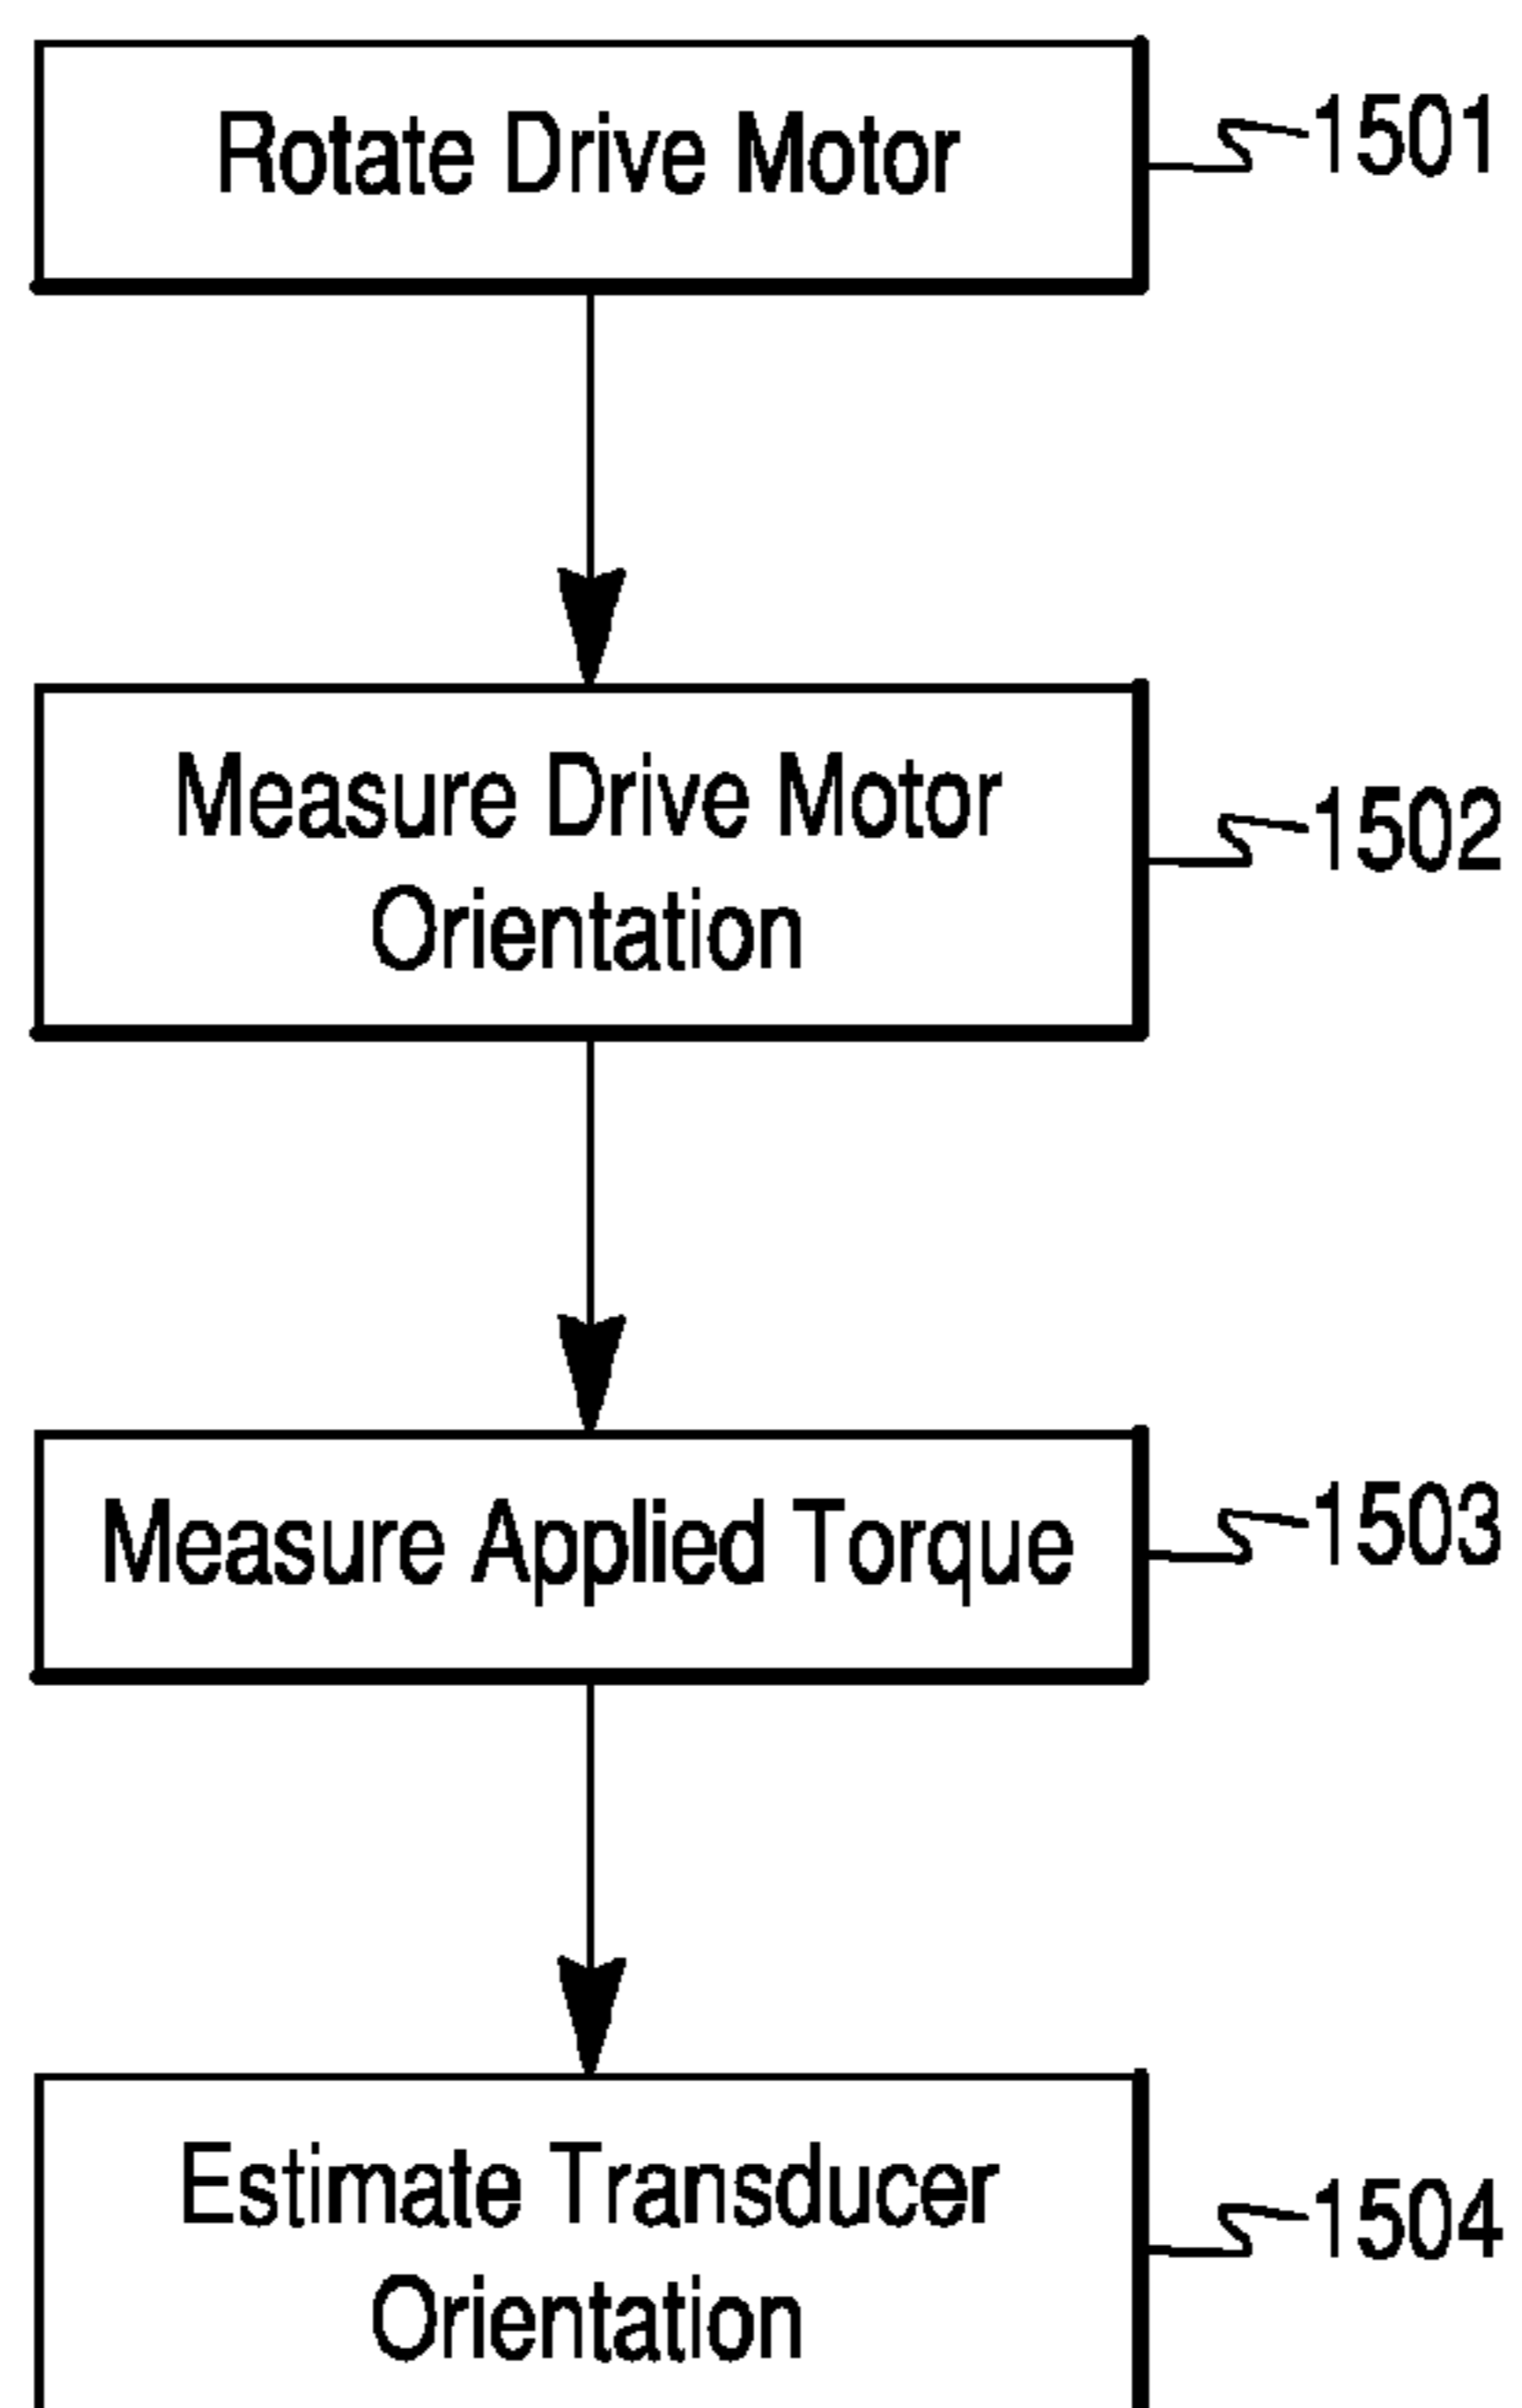 Rotate Drive Motor
1501
Measure Drive Motor
Orientation
1502
Measure Applied Torque
1503
Estimate Transducer
Orientation
1504